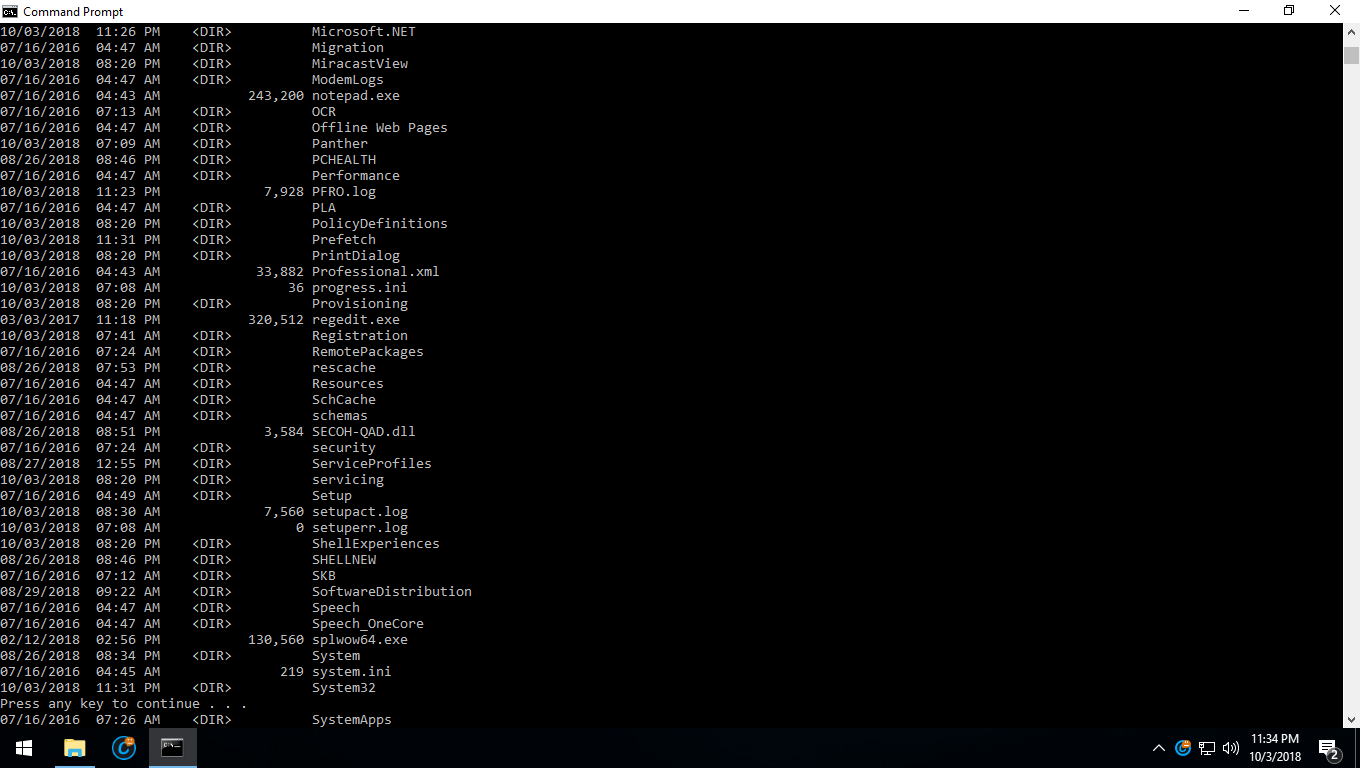 Command Prompt
10/03/2018  11:26 PM    <DIR>          Microsoft.NET
07/16/2016  04:47 AM    <DIR>          Migration
10/03/2018  08:20 PM    <DIR>          MiracastView
07/16/2016  04:47 AM    <DIR>          ModemLogs
07/16/2016  04:43 AM           243,200 notepad.exe
07/16/2016  07:13 AM    <DIR>          OCR
07/16/2016  04:47 AM    <DIR>          Offline Web Pages
10/03/2018  07:09 AM    <DIR>          Panther
08/26/2018  08:46 PM    <DIR>          PCHEALTH
07/16/2016  04:47 AM    <DIR>          Performance
10/03/2018  11:23 PM             7,928 PFRO.log
07/16/2016  04:47 AM    <DIR>          PLA
10/03/2018  08:20 PM    <DIR>          PolicyDefinitions
10/03/2018  11:31 PM    <DIR>          Prefetch
10/03/2018  08:20 PM    <DIR>          PrintDialog
07/16/2016  04:43 AM            33,882 Professional.xml
10/03/2018  07:08 AM                36 progress.ini
10/03/2018  08:20 PM    <DIR>          Provisioning
03/03/2017  11:18 PM           320,512 regedit.exe
10/03/2018  07:41 AM    <DIR>          Registration
07/16/2016  07:24 AM    <DIR>          RemotePackages
08/26/2018  07:53 PM    <DIR>          rescache
07/16/2016  04:47 AM    <DIR>          Resources
07/16/2016  04:47 AM    <DIR>          SchCache
07/16/2016  04:47 AM    <DIR>          schemas
08/26/2018  08:51 PM             3,584 SECOH-QAD.dll
07/16/2016  07:24 AM    <DIR>          security
08/27/2018  12:55 PM    <DIR>          ServiceProfiles
10/03/2018  08:20 PM    <DIR>          servicing
07/16/2016  04:49 AM    <DIR>          Setup
10/03/2018  08:30 AM             7,560 setupact.log
10/03/2018  07:08 AM                 0 setuperr.log
10/03/2018  08:20 PM    <DIR>          ShellExperiences
08/26/2018  08:46 PM    <DIR>          SHELLNEW
07/16/2016  07:12 AM    <DIR>          SKB
08/29/2018  09:22 AM    <DIR>          SoftwareDistribution
07/16/2016  04:47 AM    <DIR>          Speech
07/16/2016  04:47 AM    <DIR>          Speech_OneCore
02/12/2018  02:56 PM           130,560 splwow64.exe
08/26/2018  08:34 PM    <DIR>          System
07/16/2016  04:45 AM               219 system.ini
10/03/2018  11:31 PM    <DIR>          System32
Press any key to continue . . .
07/16/2016  07:26 AM    <DIR>          SystemApps
11:34 PM
10/3/2018
2